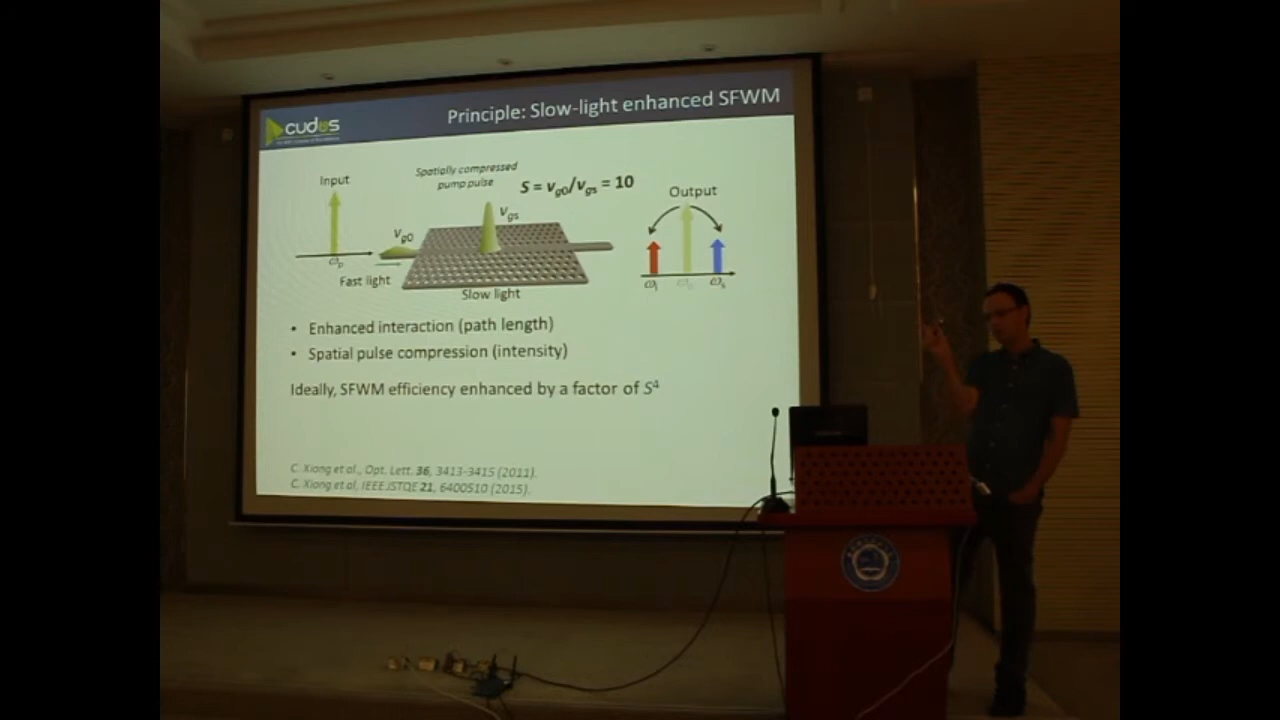 cudos
Principle: Slow-light enhanced SFWM
Input
Spatially compressed
pump pulse
S = vg0/vgs = 10
Output
vgs
vg0
ωp
Fast light
Slow light
ωi ωp ωs
• Enhanced interaction (path length)
• Spatial pulse compression (intensity)
Ideally, SFWM efficiency enhanced by a factor of S⁴
C. Xiong et al., Opt. Lett. 36, 3413-3415 (2011).
C. Xiong et al, IEEE JSTQE 21, 6400510 (2015).